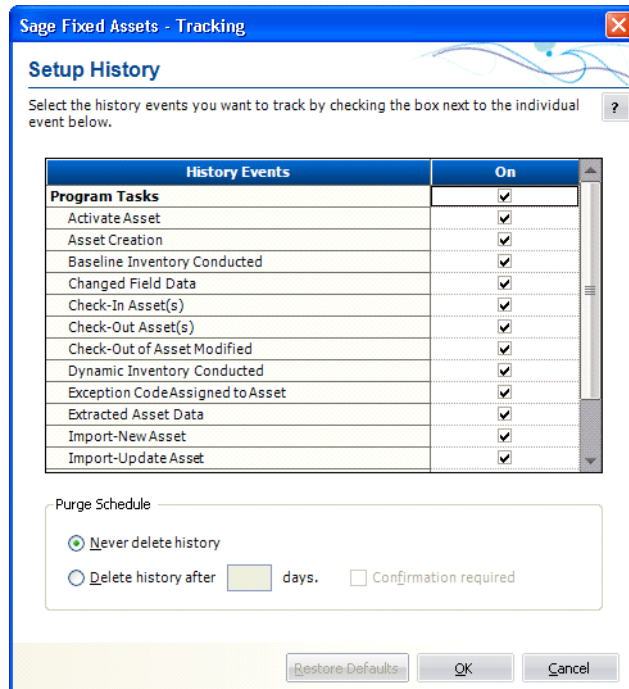 Sage Fixed Assets - Tracking
Setup History
Select the history events you want to track by checking the box next to the individual
event below.
?
History Events On
Program Tasks
Activate Asset
Asset Creation
Baseline Inventory Conducted
Changed Field Data
Check-In Asset(s)
Check-Out Asset(s)
Check-Out of Asset Modified
Dynamic Inventory Conducted
Exception Code Assigned to Asset
Extracted Asset Data
Import-New Asset
Import-Update Asset
Purge Schedule
Never delete history
Delete history after days. Confirmation required
Restore Defaults OK Cancel